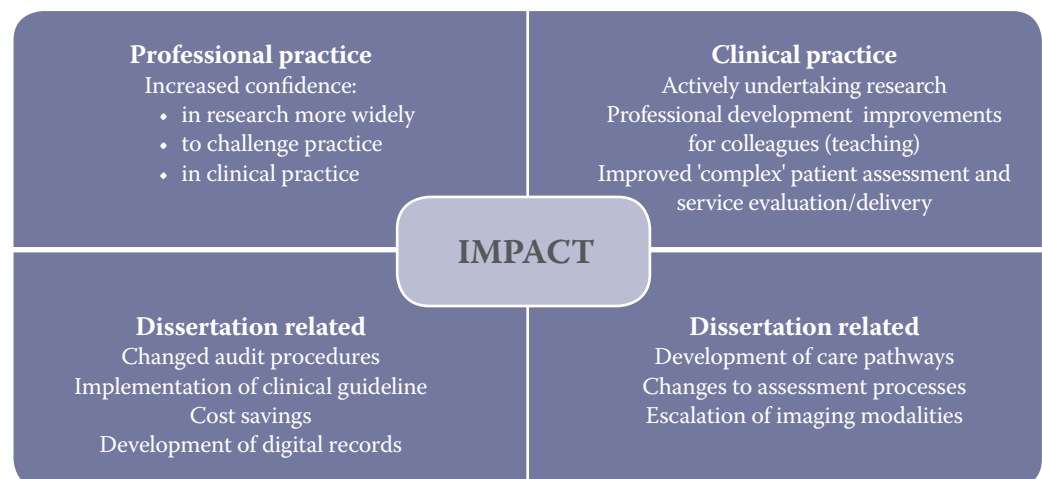 Professional practice
Increased confidence:
• in research more widely
• to challenge practice
• in clinical practice
Clinical practice
Actively undertaking research
Professional development improvements
for colleagues (teaching)
Improved 'complex' patient assessment and
service evaluation/delivery
IMPACT
Dissertation related
Changed audit procedures
Implementation of clinical guideline
Cost savings
Development of digital records
Dissertation related
Development of care pathways
Changes to assessment processes
Escalation of imaging modalities